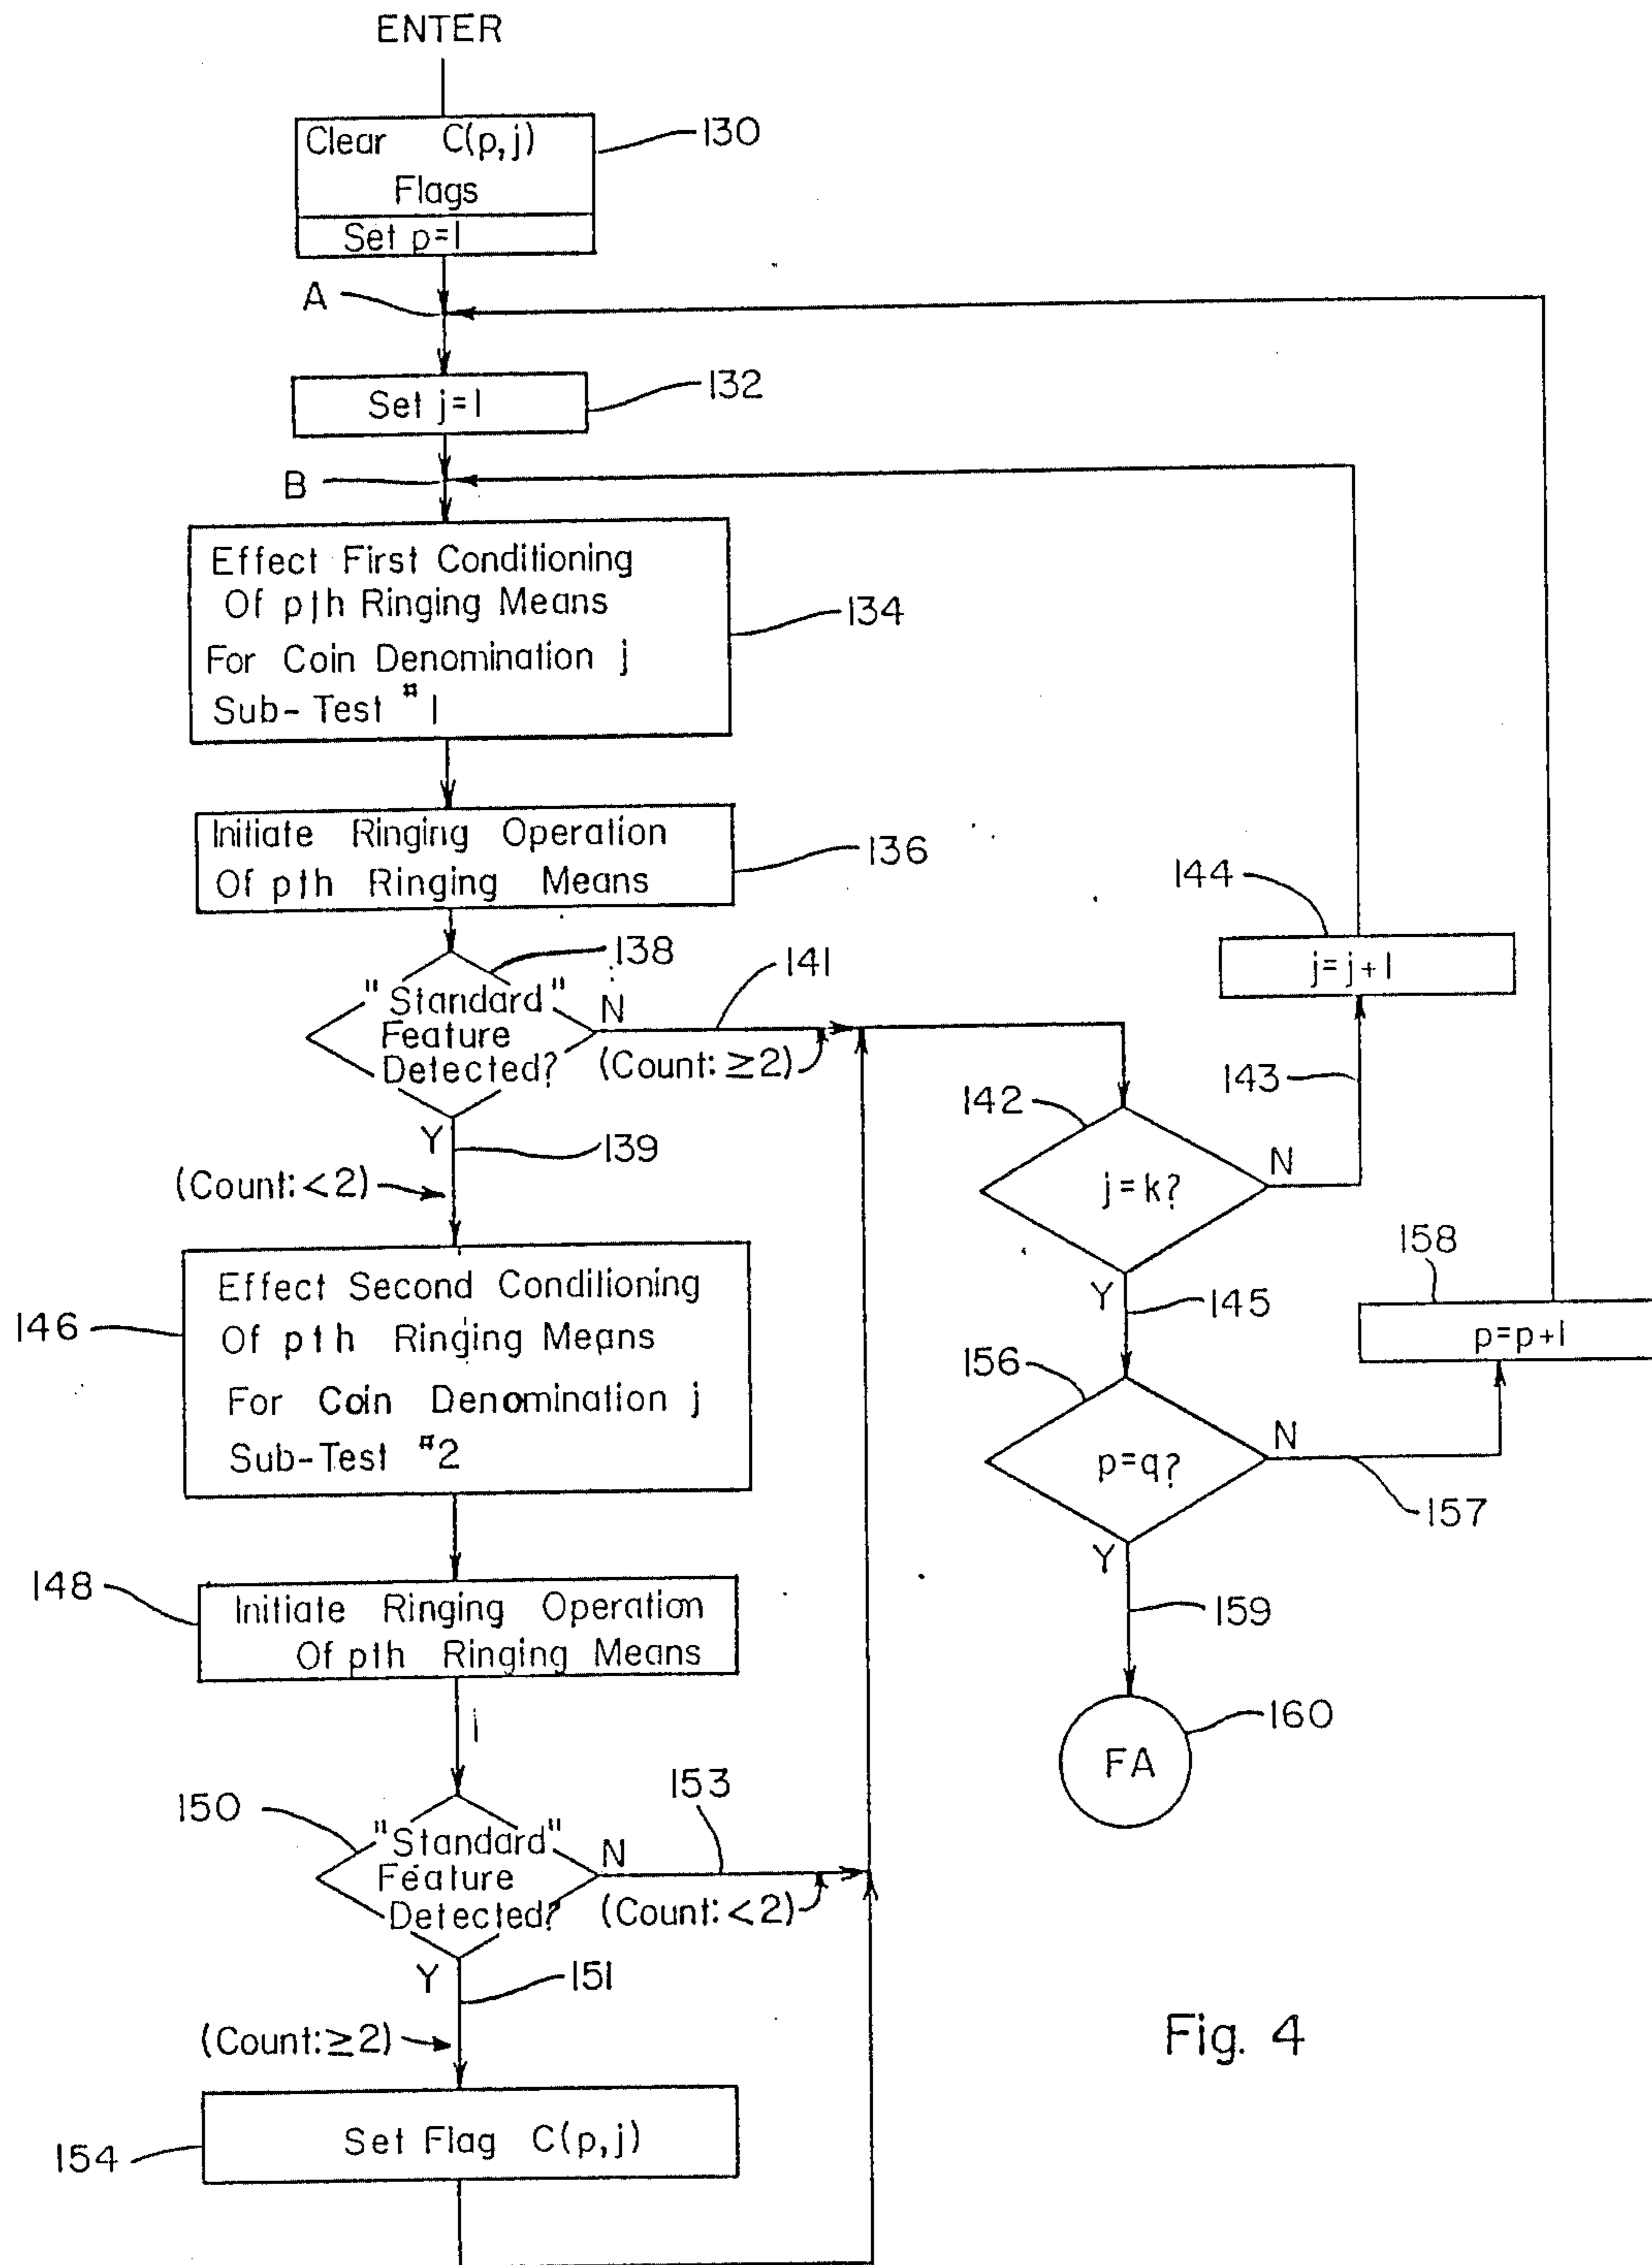 ENTER
Clear C(p,j)
Flags
Set p=1
130
A
Set j=1
132
B
Effect First Conditioning
Of pth Ringing Means
For Coin Denomination j
Sub-Test #1
134
Initiate Ringing Operation
Of pth Ringing Means
136
138
"Standard"
Feature
Detected?
N
141
(Count: ≥2)
Y
139
(Count: <2)
144
j=j+1
143
142
j=k?
N
Y
145
158
p=p+1
156
p=q?
N
157
Y
159
160
FA
146
Effect Second Conditioning
Of pth Ringing Means
For Coin Denomination j
Sub-Test #2
148
Initiate Ringing Operation
Of pth Ringing Means
150
"Standard"
Feature
Detected?
N
153
(Count: <2)
Y
151
(Count: ≥2)
154
Set Flag C(p,j)
Fig. 4